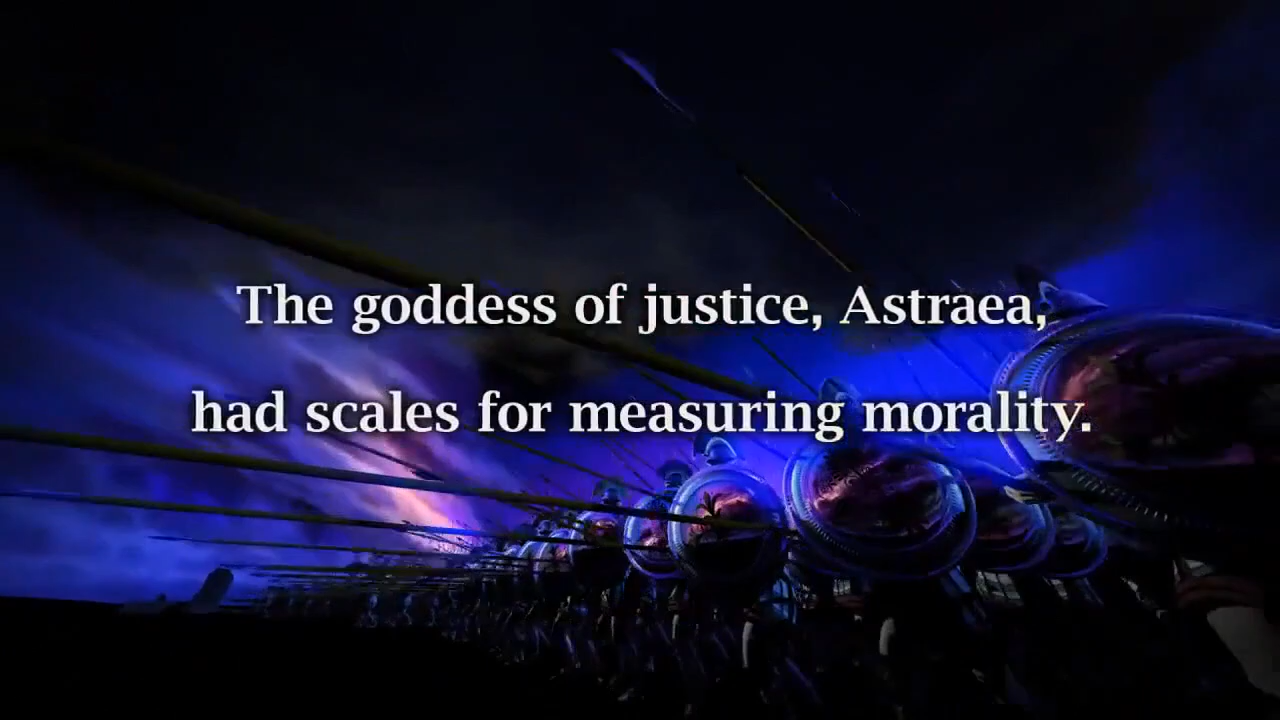 The goddess of justice, Astraea,
had scales for measuring morality.